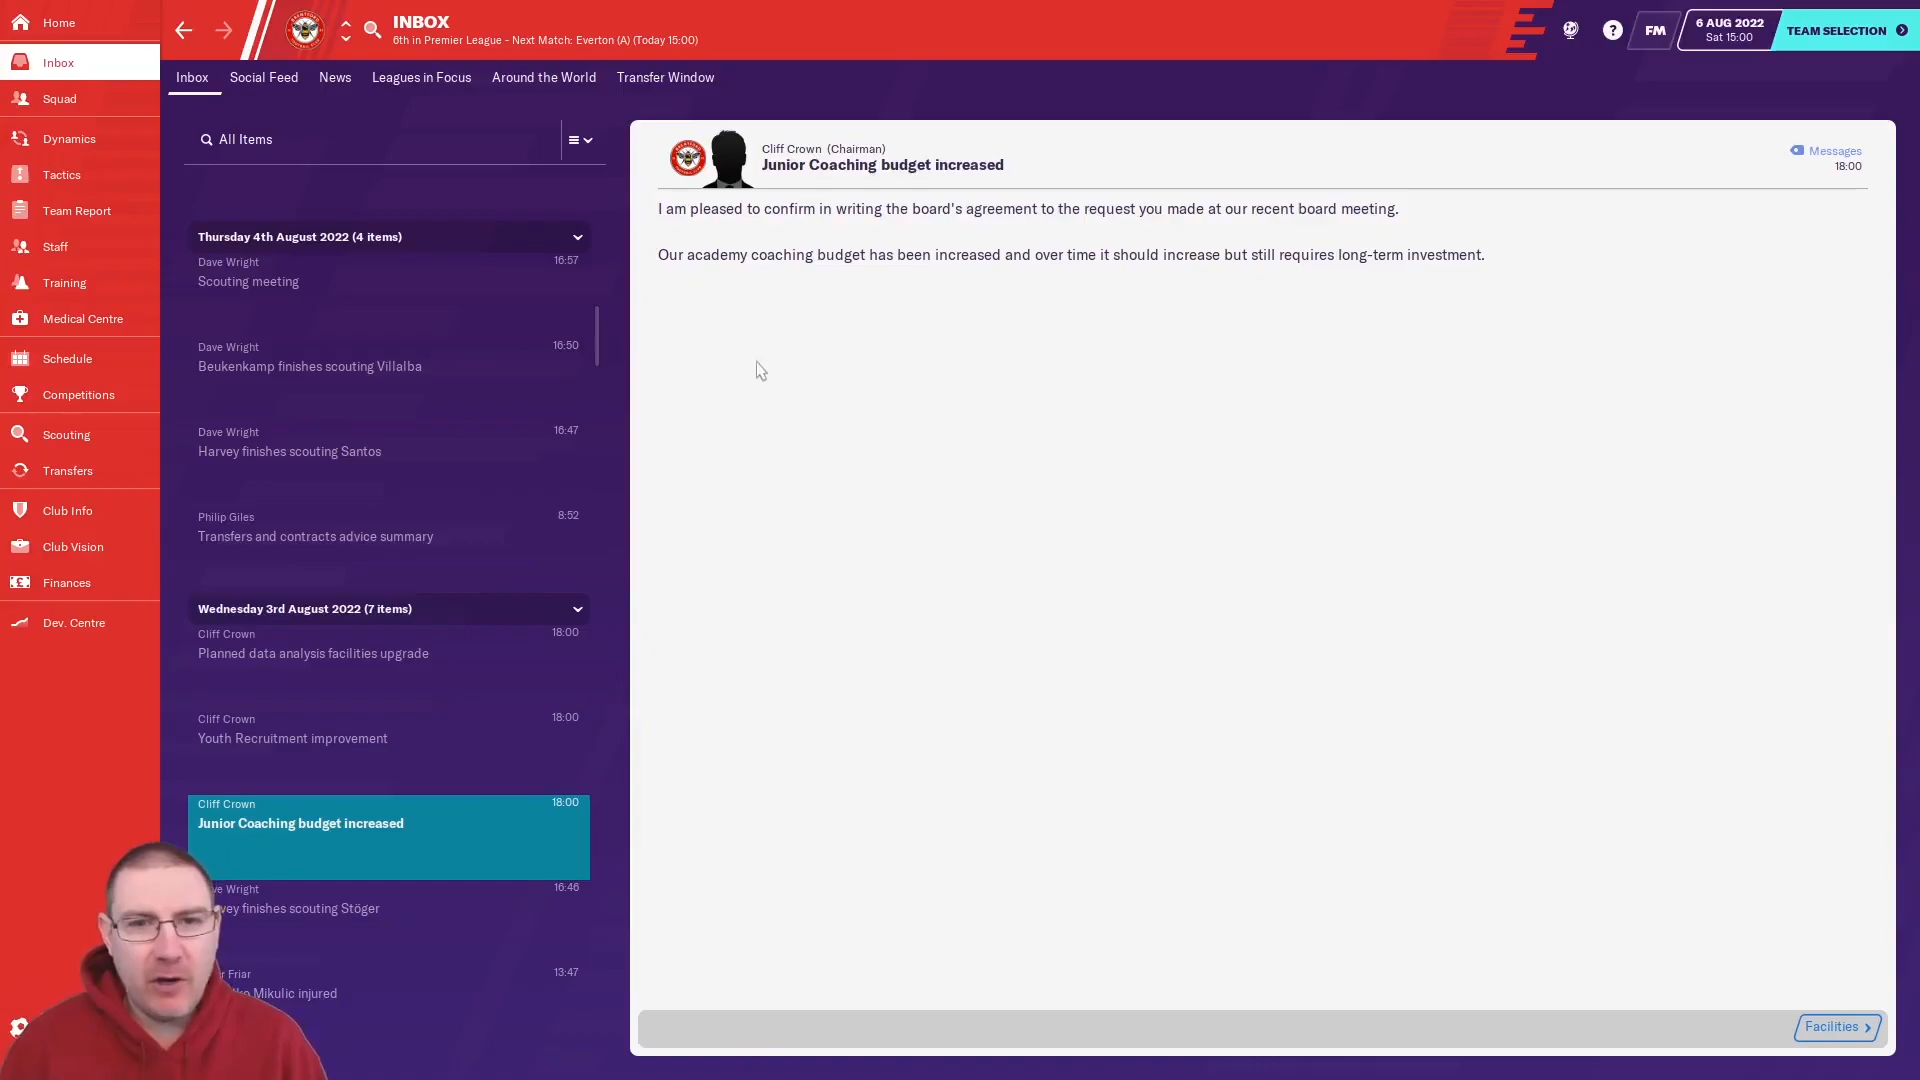 Home
Inbox
Squad
Dynamics
Tactics
Team Report
Staff
Training
Medical Centre
Schedule
Competitions
Scouting
Transfers
Club Info
Club Vision
Finances
Dev. Centre
INBOX
6th in Premier League - Next Match: Everton (A) (Today 15:00)
?
FM
6 AUG 2022
Sat 15:00
TEAM SELECTION
Inbox
Social Feed
News
Leagues in Focus
Around the World
Transfer Window
All Items
Thursday 4th August 2022 (4 items)
Dave Wright 16:57
Scouting meeting
Dave Wright 16:50
Beukenkamp finishes scouting Villalba
Dave Wright 16:47
Harvey finishes scouting Santos
Philip Giles 8:52
Transfers and contracts advice summary
Wednesday 3rd August 2022 (7 items)
Cliff Crown 18:00
Planned data analysis facilities upgrade
Cliff Crown 18:00
Youth Recruitment improvement
Cliff Crown 18:00
Junior Coaching budget increased
Wright 16:46
finishes scouting Stöger
Friar 13:47
Mikulic injured
Cliff Crown (Chairman)
Junior Coaching budget increased
Messages
18:00
I am pleased to confirm in writing the board's agreement to the request you made at our recent board meeting.
Our academy coaching budget has been increased and over time it should increase but still requires long-term investment.
Facilities